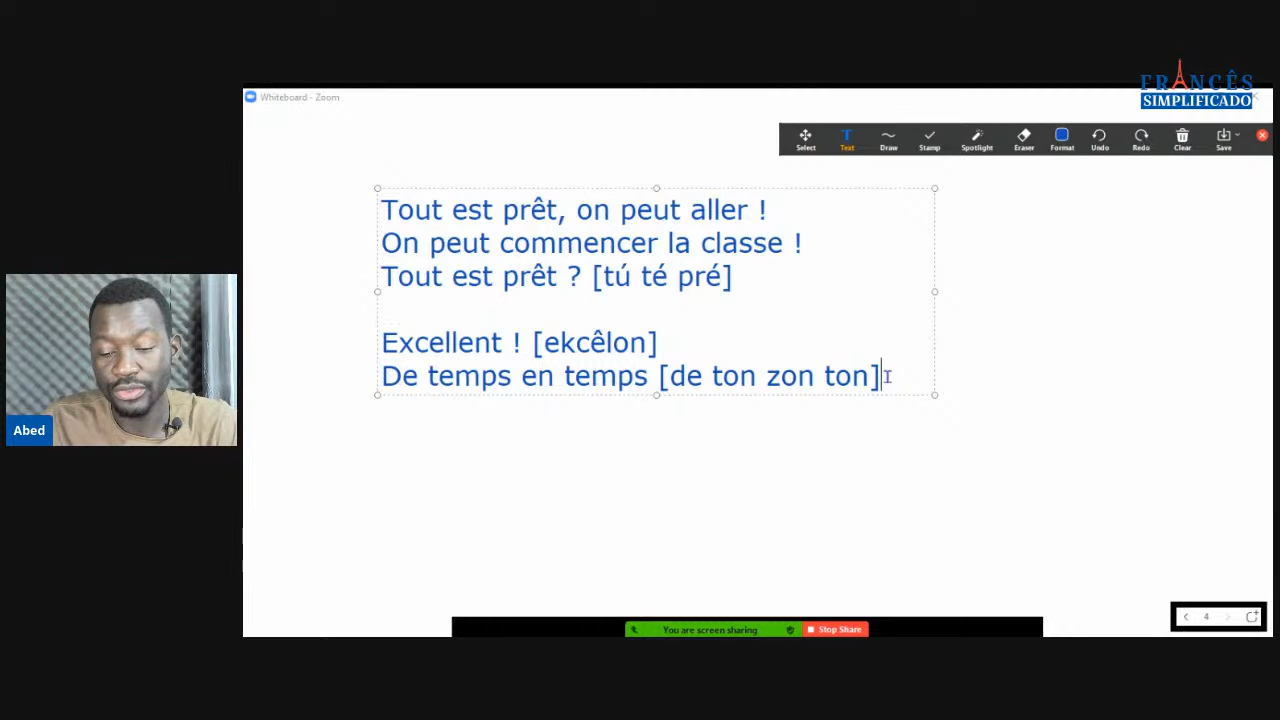 FRANCÊS
SIMPLIFICADO
Whiteboard - Zoom
Select Text Draw Stamp Spotlight Eraser Format Undo Redo Clear Save
Tout est prêt, on peut aller !
On peut commencer la classe !
Tout est prêt ? [tú té pré]
Excellent ! [ekcêlon]
De temps en temps [de ton zon ton]
Abed
4
You are screen sharing Stop Share